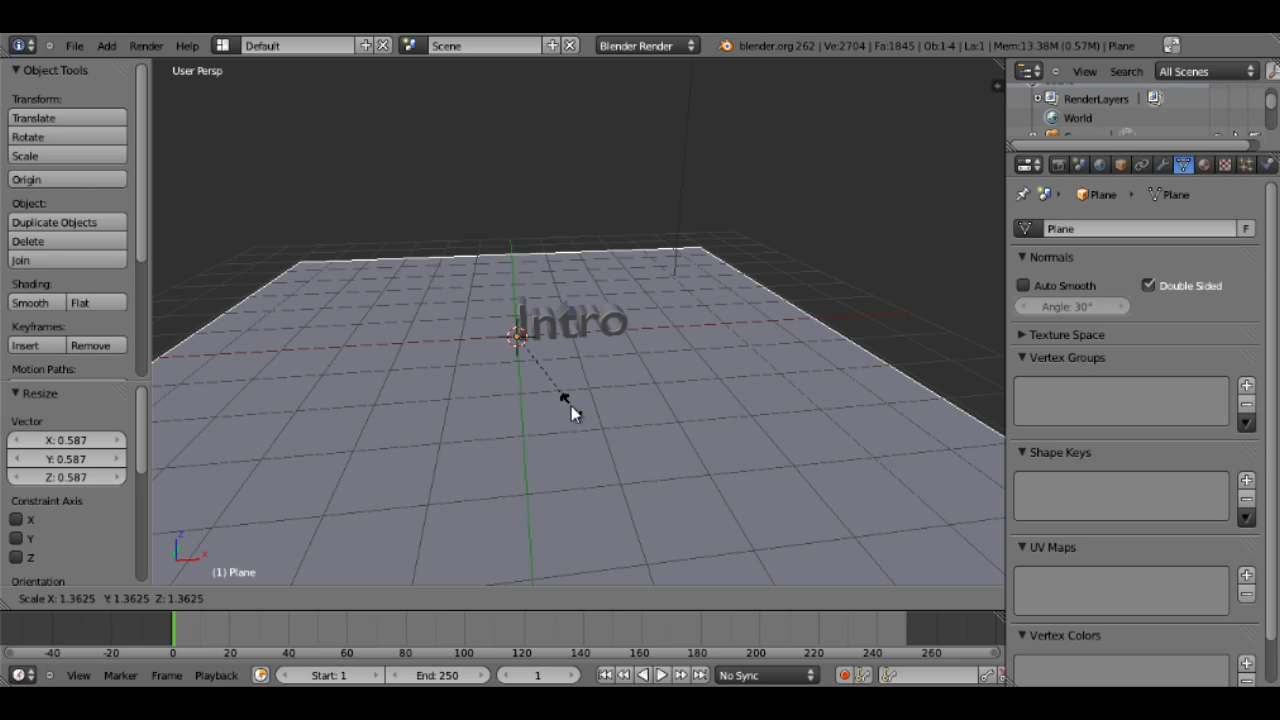 File Add Render Help Default Scene Blender Render blender.org 262 | Ve:2704 | Fa:1845 | Ob:1-4 | La:1 | Mem:13.38M (0.57M) | Plane
Object Tools
Transform:
Translate
Rotate
Scale
Origin
Object:
Duplicate Objects
Delete
Join
Shading:
Smooth Flat
Keyframes:
Insert Remove
Motion Paths:
Resize
Vector
X: 0.587
Y: 0.587
Z: 0.587
Constraint Axis
X
Y
Z
Orientation
User Persp
Intro
z
x
(1) Plane
Scale X: 1.3625 Y: 1.3625 Z: 1.3625
View Search All Scenes
RenderLayers |
World
Plane Plane
Plane F
Normals
Auto Smooth Double Sided
Angle: 30°
Texture Space
Vertex Groups
Shape Keys
UV Maps
Vertex Colors
-40 -20 0 20 40 60 80 100 120 140 160 180 200 220 240 260
View Marker Frame Playback Start: 1 End: 250 1 No Sync